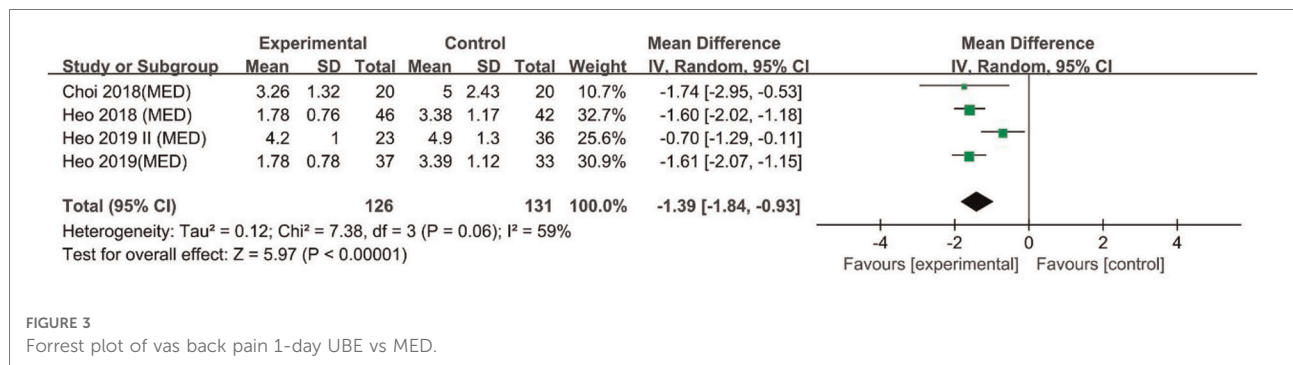 Experimental Control Mean Difference Mean Difference
Study or Subgroup Mean SD Total Mean SD Total Weight IV, Random, 95% CI IV, Random, 95% CI
Choi 2018(MED) 3.26 1.32 20 5 2.43 20 10.7% -1.74 [-2.95, -0.53]
Heo 2018 (MED) 1.78 0.76 46 3.38 1.17 42 32.7% -1.60 [-2.02, -1.18]
Heo 2019 II (MED) 4.2 1 23 4.9 1.3 36 25.6% -0.70 [-1.29, -0.11]
Heo 2019(MED) 1.78 0.78 37 3.39 1.12 33 30.9% -1.61 [-2.07, -1.15]
Total (95% CI) 126 131 100.0% -1.39 [-1.84, -0.93]
Heterogeneity: Tau² = 0.12; Chi² = 7.38, df = 3 (P = 0.06); I² = 59%
Test for overall effect: Z = 5.97 (P < 0.00001)
-4 -2 0 2 4
Favours [experimental] Favours [control]
FIGURE 3
Forrest plot of vas back pain 1-day UBE vs MED.